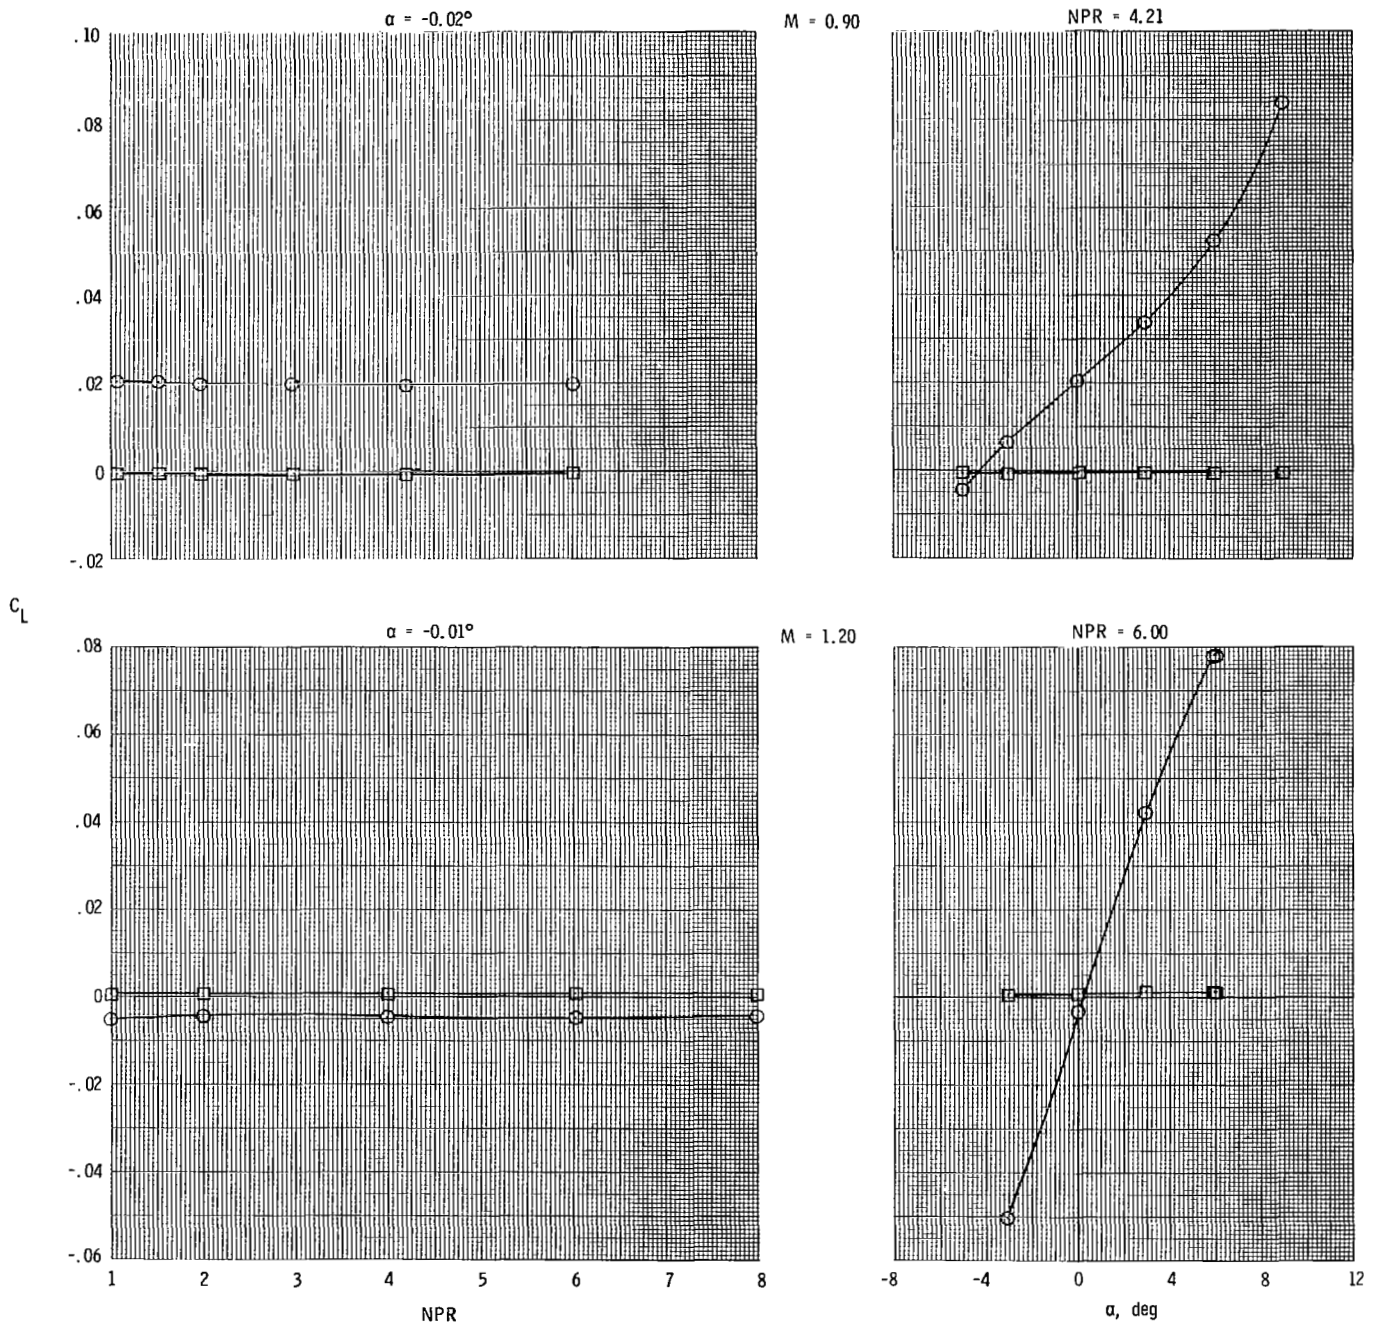 α = -0.02°
M = 0.90
NPR = 4.21
.10
.08
.06
.04
.02
0
-.02
C_L
α = -0.01°
M = 1.20
NPR = 6.00
.08
.06
.04
.02
0
-.02
-.04
-.06
1 2 3 4 5 6 7 8
-8 -4 0 4 8 12
NPR
α, deg